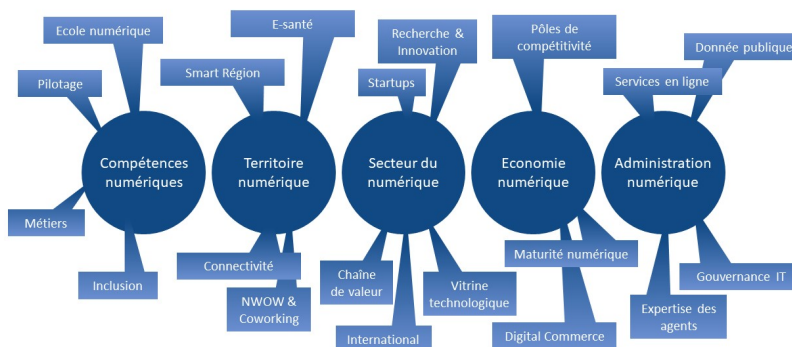 Ecole numérique
Pilotage
Compétences
numériques
Métiers
Inclusion
E-santé
Smart Région
Territoire
numérique
Connectivité
NWOW &
Coworking
Recherche &
Innovation
Startups
Secteur du
numérique
Chaîne
de valeur
Vitrine
technologique
International
Pôles de
compétitivité
Economie
numérique
Maturité numérique
Digital Commerce
Donnée publique
Services en ligne
Administration
numérique
Gouvernance IT
Expertise des
agents